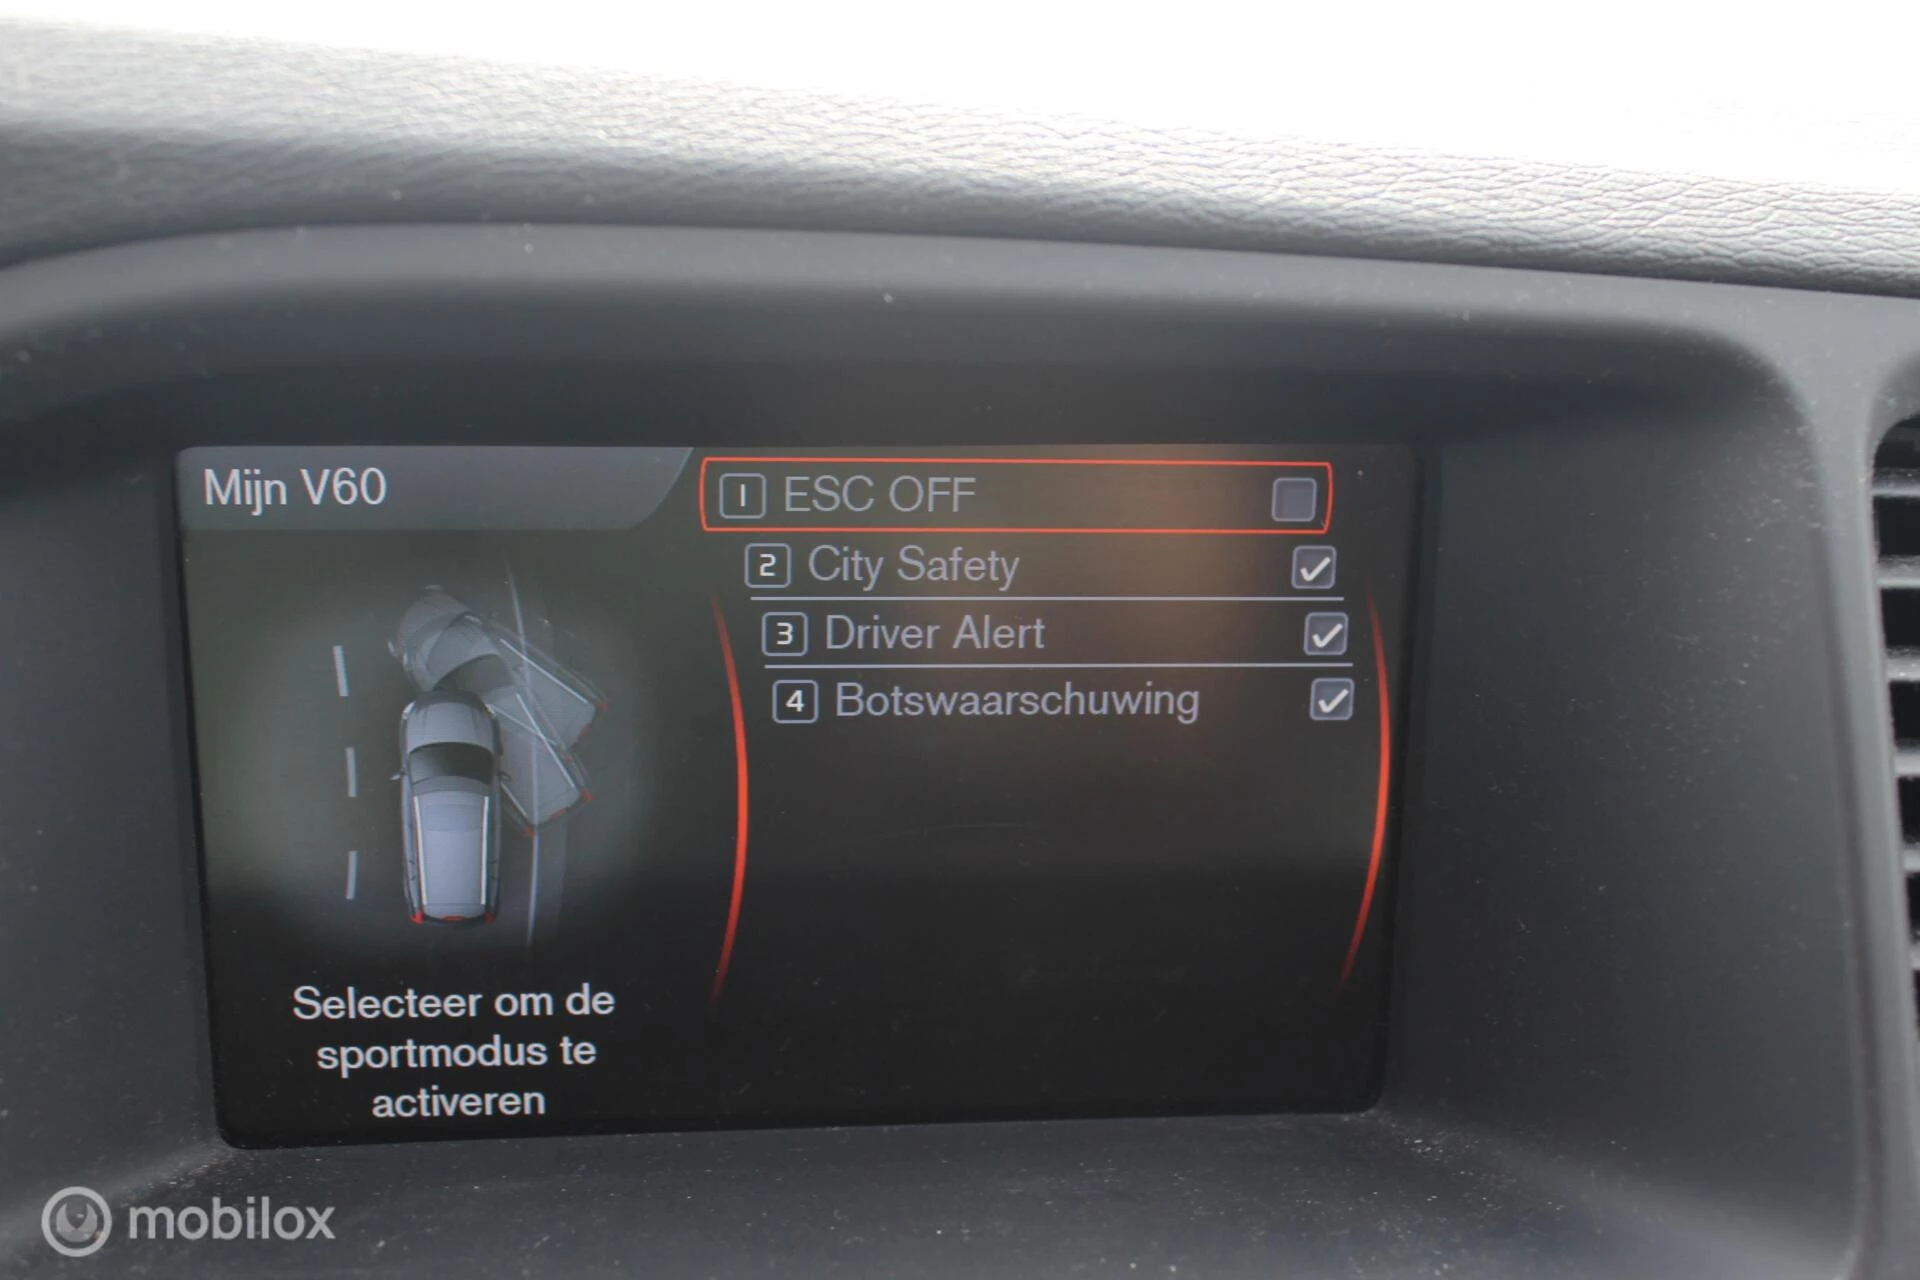 Mijn V60
1 ESC OFF
2 City Safety
3 Driver Alert
4 Botswaarschuwing
Selecteer om de
sportmodus te
activeren
mobilox